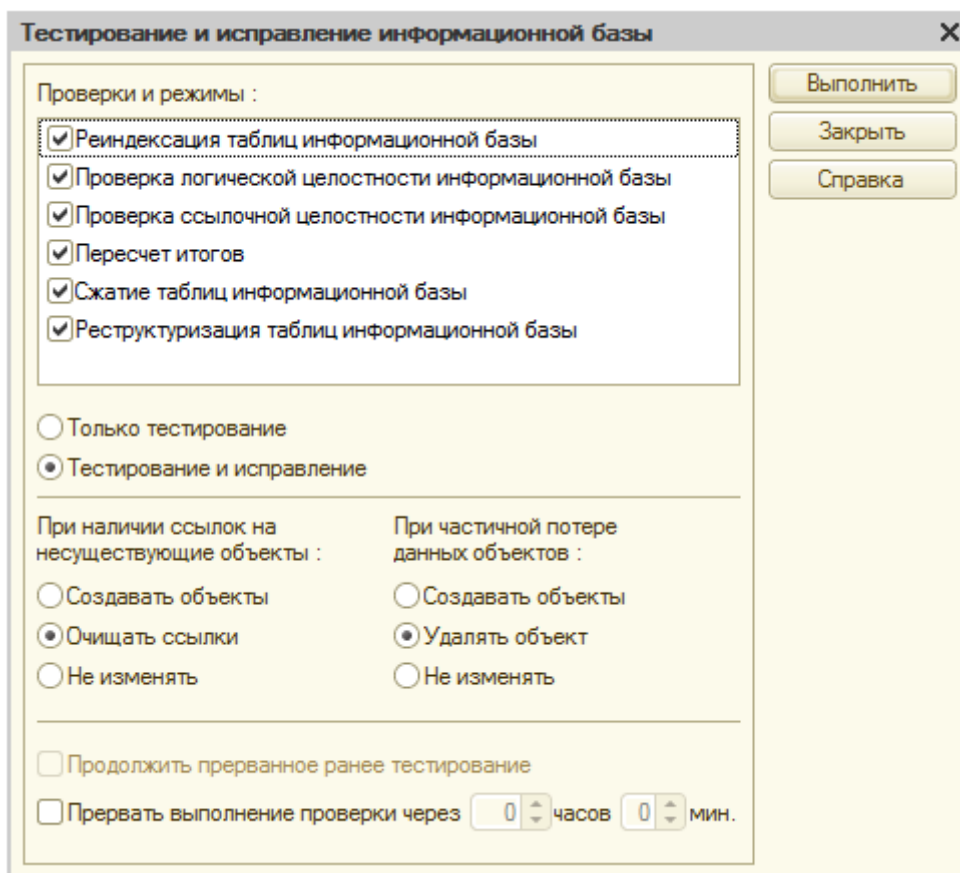 Тестирование и исправление информационной базы
Проверки и режимы :
Выполнить
Закрыть
Справка
Реиндексация таблиц информационной базы
Проверка логической целостности информационной базы
Проверка ссылочной целостности информационной базы
Пересчет итогов
Сжатие таблиц информационной базы
Реструктуризация таблиц информационной базы
Только тестирование
Тестирование и исправление
При наличии ссылок на
несуществующие объекты :
Создавать объекты
Очищать ссылки
Не изменять
При частичной потере
данных объектов :
Создавать объекты
Удалять объект
Не изменять
Продолжить прерванное ранее тестирование
Прервать выполнение проверки через 0 часов 0 мин.